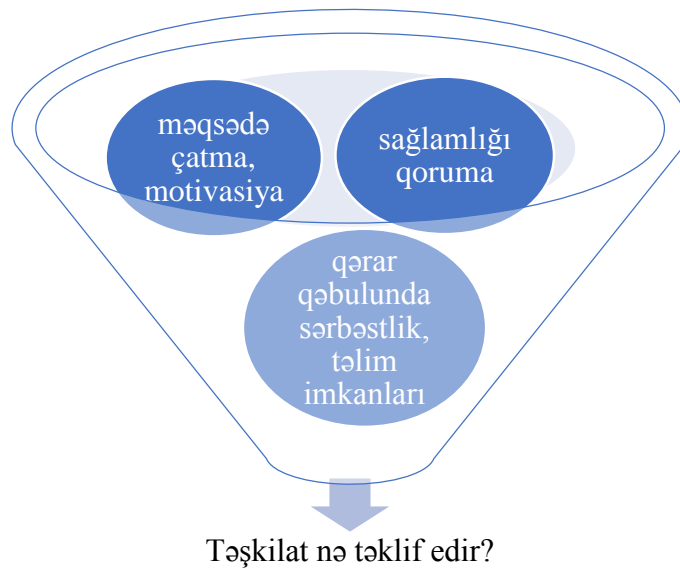 məqsədə
çatma,
motivasiya
sağlamlığı
qoruma
qərar
qəbulunda
sərbəstlik,
təlim
imkanları
Təşkilat nə təklif edir?